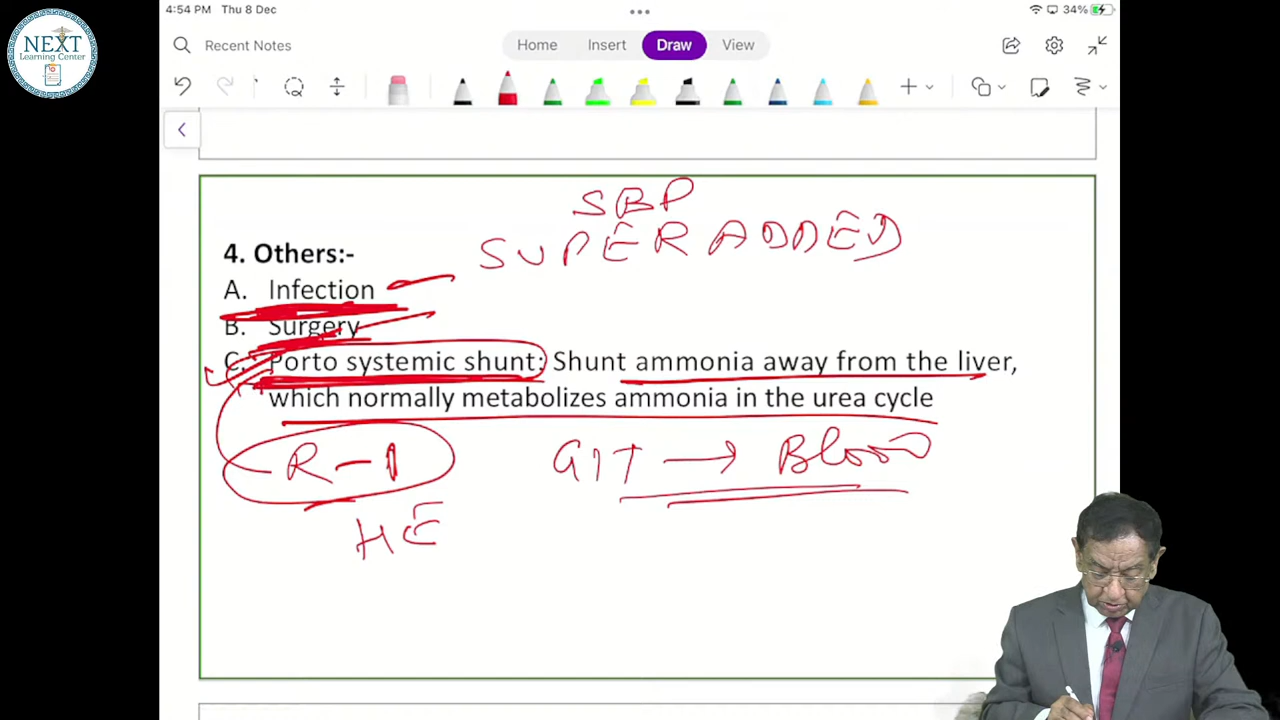 4:54 PM Thu 8 Dec
34%
NEXT
Learning Center
Recent Notes
Home
Insert
Draw
View
SBP
SUPERADDED
4. Others:-
A. Infection
B. Surgery
C. Porto systemic shunt: Shunt ammonia away from the liver,
which normally metabolizes ammonia in the urea cycle
R-1
GIT → Blood
HE